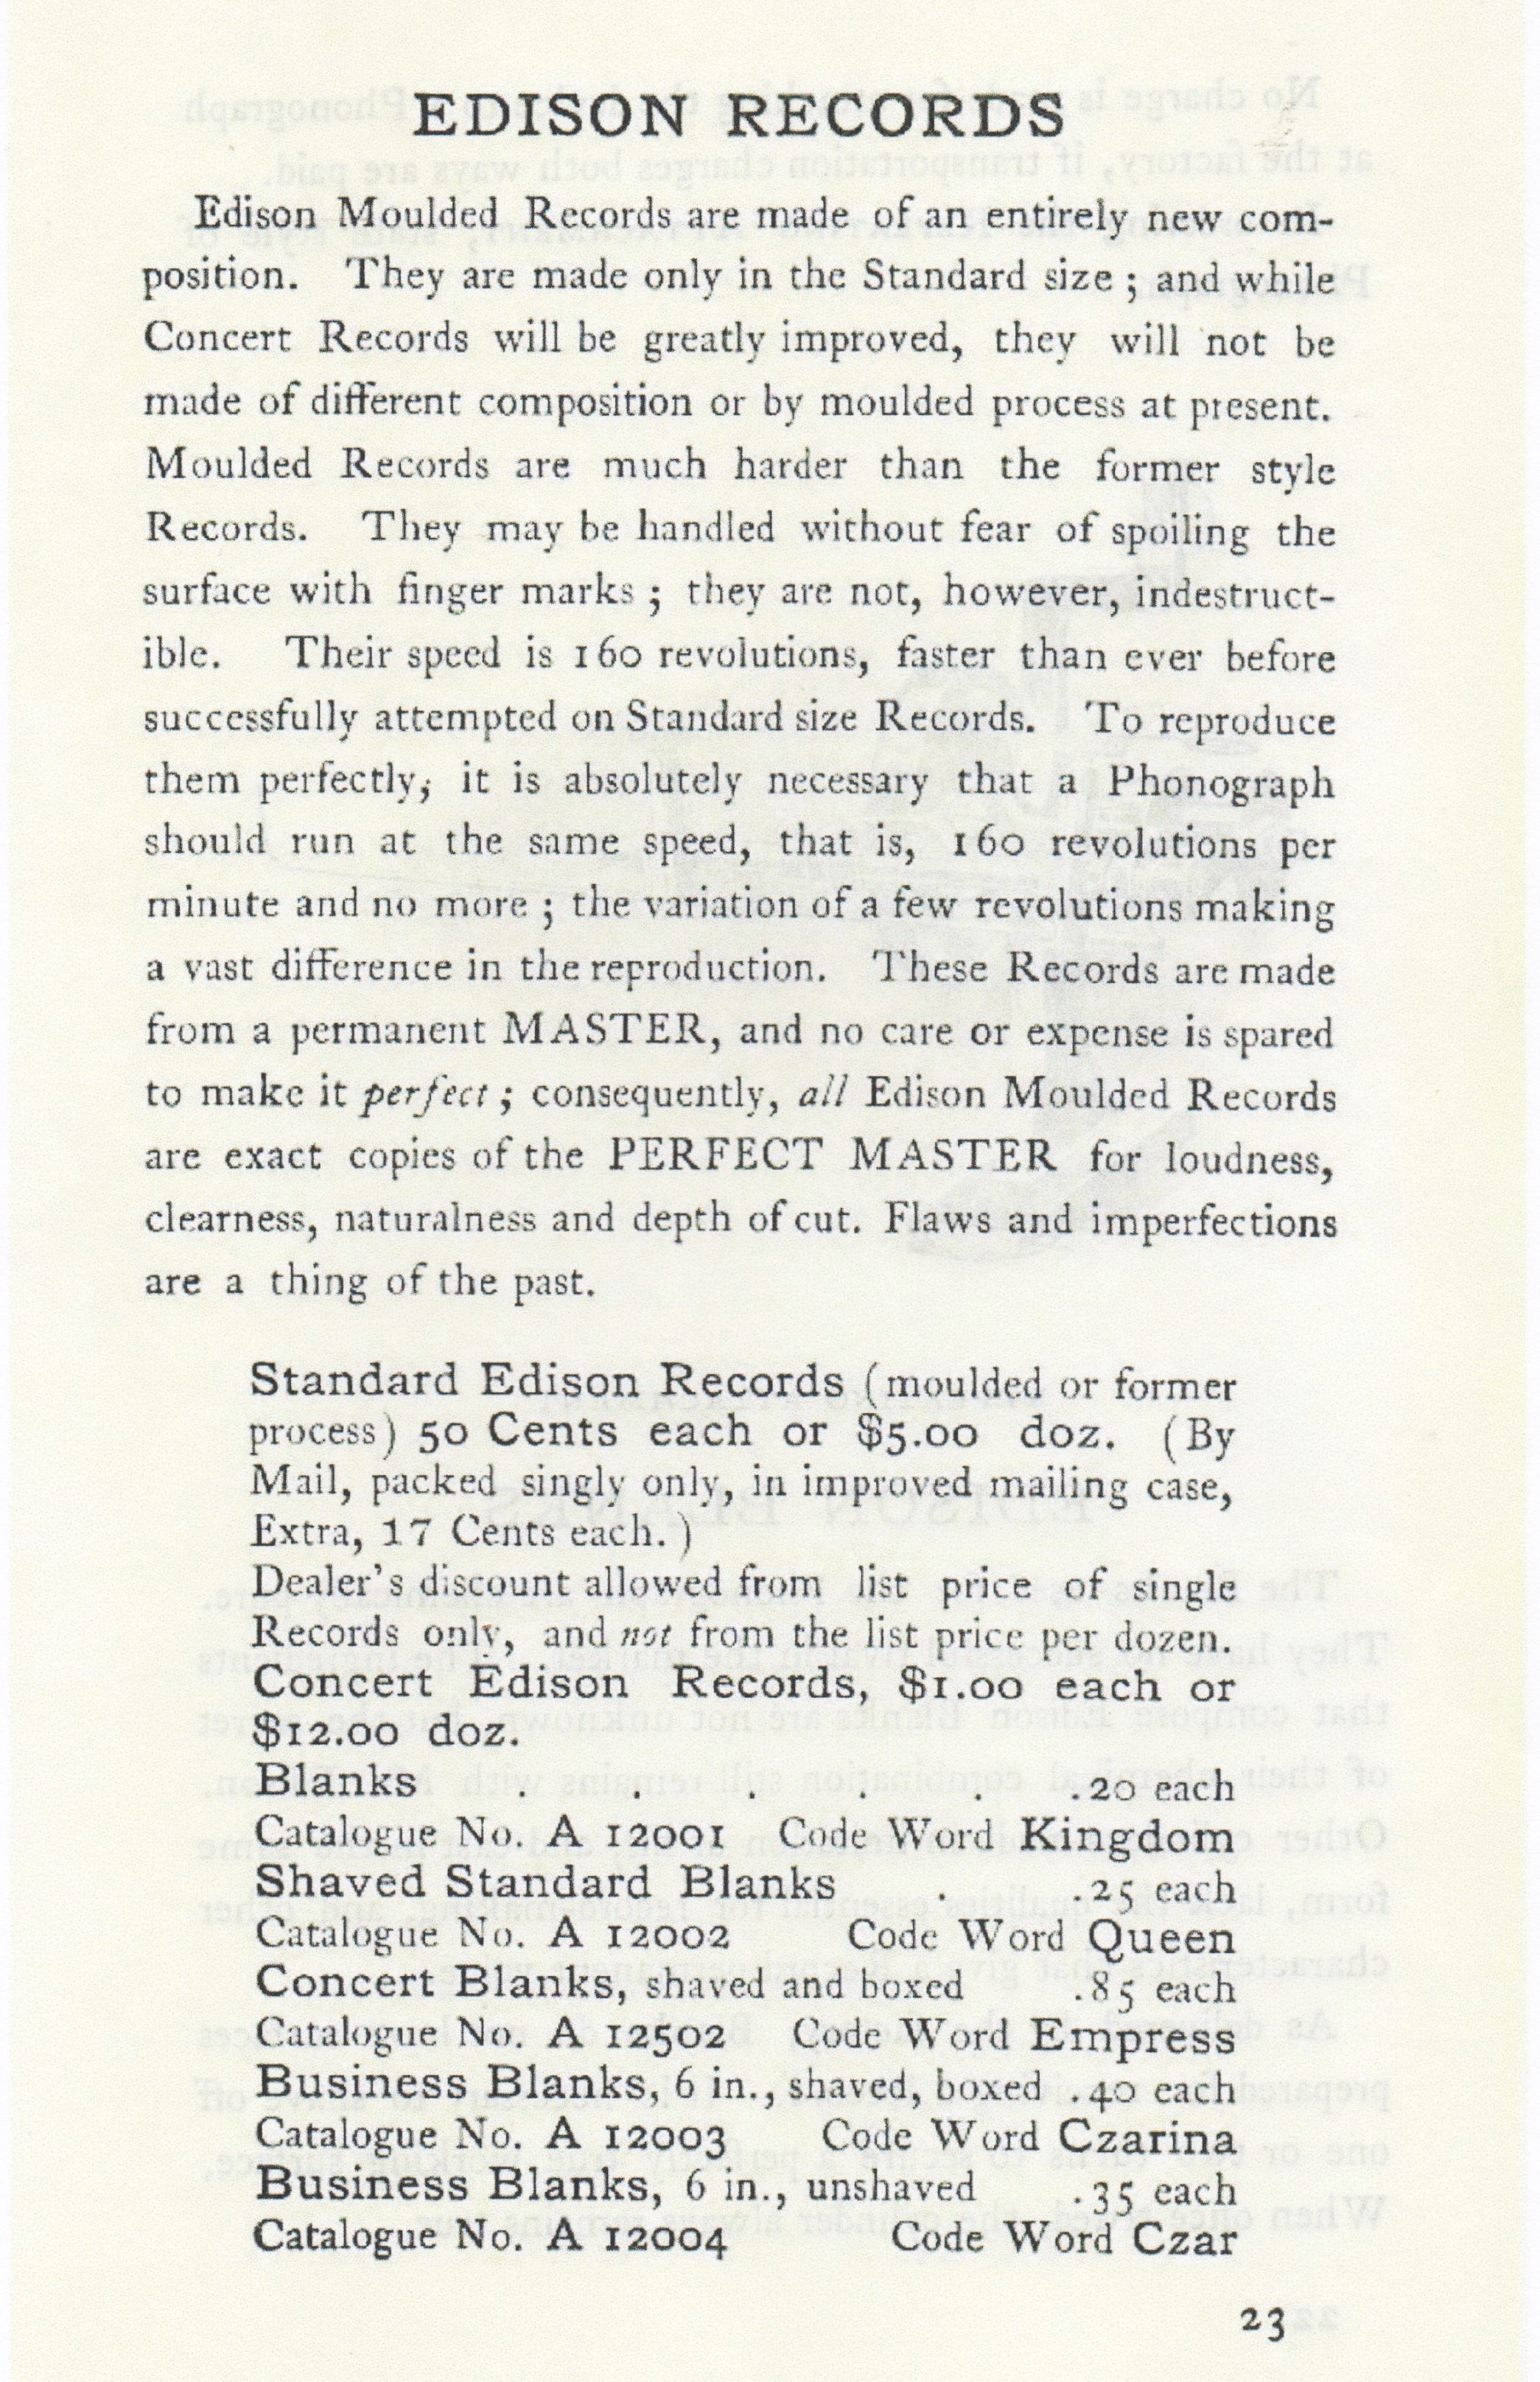 EDISON RECORDS
Edison Moulded Records are made of an entirely new com-
position. They are made only in the Standard size ; and while
Concert Records will be greatly improved, they will not be
made of different composition or by moulded process at present.
Moulded Records are much harder than the former style
Records. They may be handled without fear of spoiling the
surface with finger marks ; they are not, however, indestruct-
ible. Their speed is 160 revolutions, faster than ever before
successfully attempted on Standard size Records. To reproduce
them perfectly, it is absolutely necessary that a Phonograph
should run at the same speed, that is, 160 revolutions per
minute and no more ; the variation of a few revolutions making
a vast difference in the reproduction. These Records are made
from a permanent MASTER, and no care or expense is spared
to make it perfect ; consequently, all Edison Moulded Records
are exact copies of the PERFECT MASTER for loudness,
clearness, naturalness and depth of cut. Flaws and imperfections
are a thing of the past.
Standard Edison Records (moulded or former
process) 50 Cents each or $5.00 doz. (By
Mail, packed singly only, in improved mailing case,
Extra, 17 Cents each.)
Dealer's discount allowed from list price of single
Records only, and not from the list price per dozen.
Concert Edison Records, $1.00 each or
$12.00 doz.
Blanks . . . . . .20 each
Catalogue No. A 12001 Code Word Kingdom
Shaved Standard Blanks . .25 each
Catalogue No. A 12002 Code Word Queen
Concert Blanks, shaved and boxed .85 each
Catalogue No. A 12502 Code Word Empress
Business Blanks, 6 in., shaved, boxed .40 each
Catalogue No. A 12003 Code Word Czarina
Business Blanks, 6 in., unshaved .35 each
Catalogue No. A 12004 Code Word Czar
23